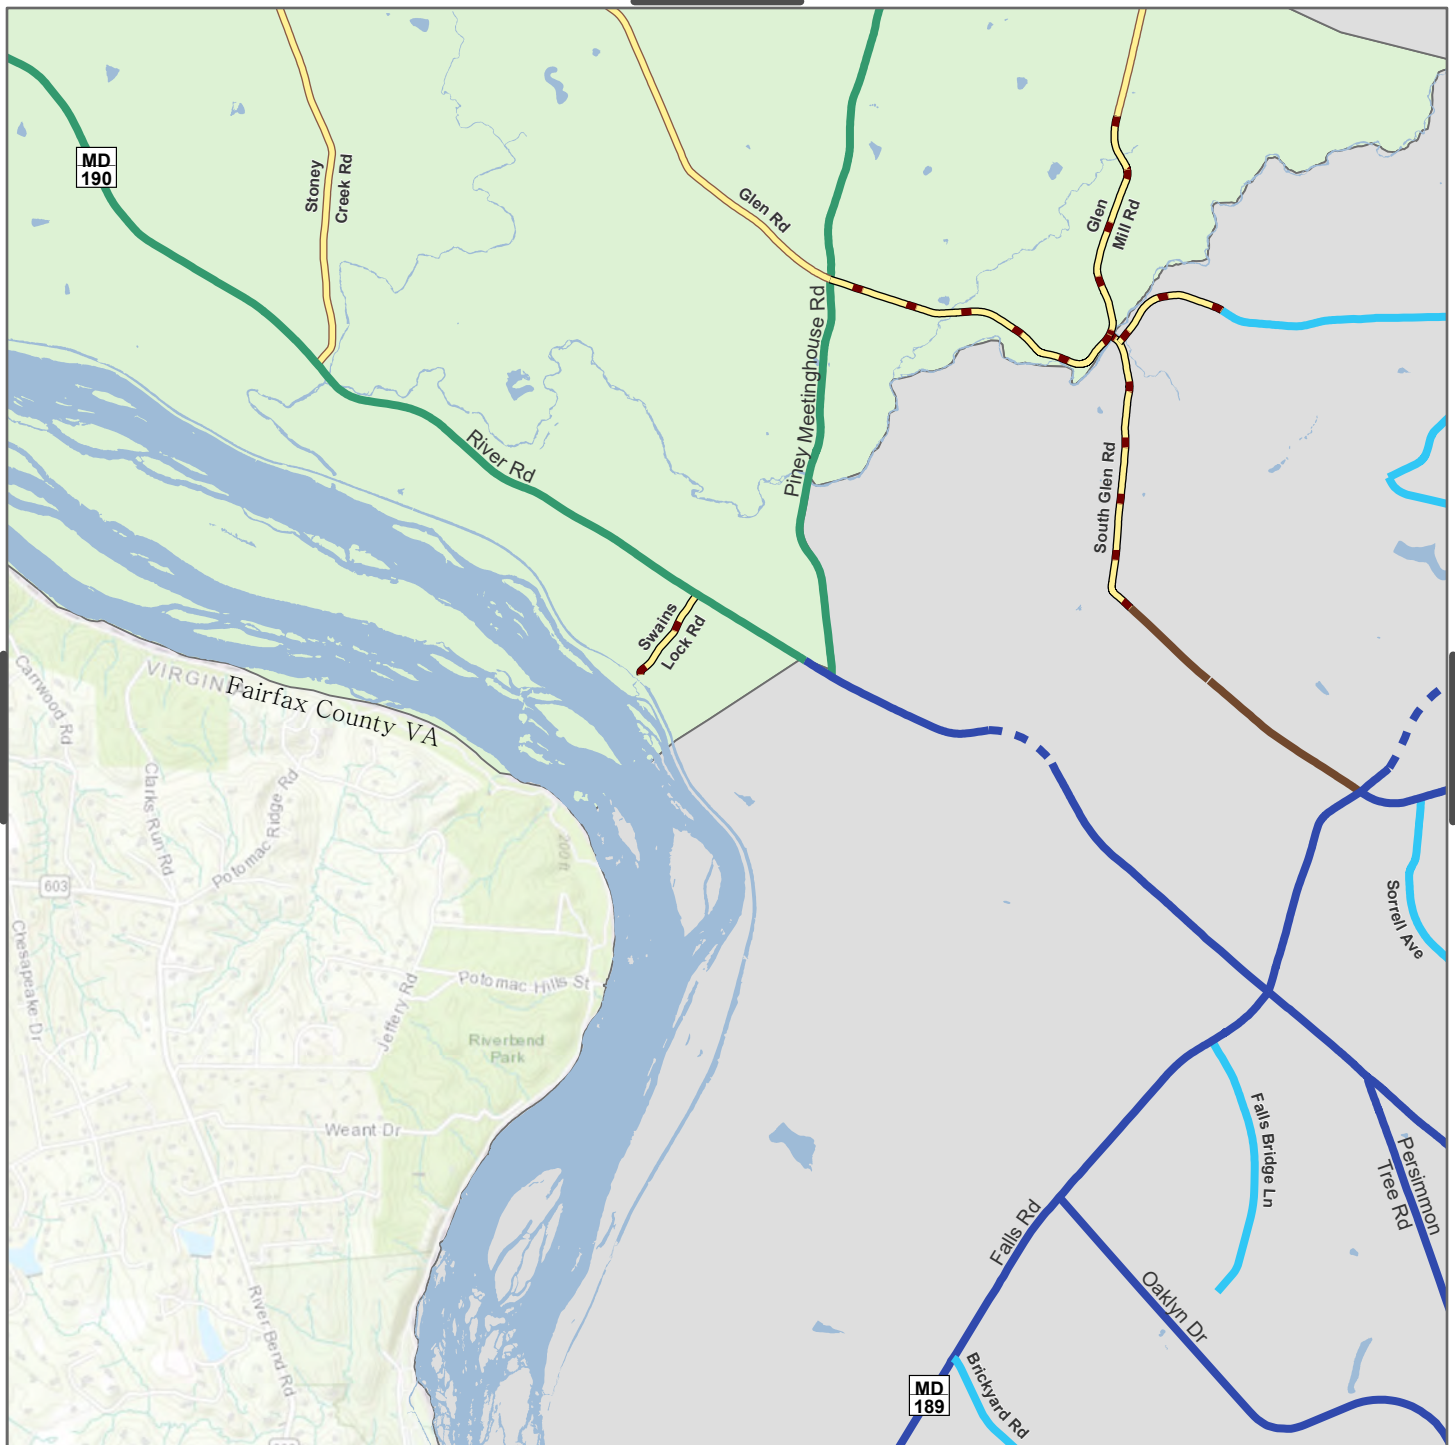 MD
190
Stoney
Creek Rd
Glen Rd
Glen
Mill Rd
Piney Meetinghouse Rd
River Rd
South Glen Rd
Swains
Lock Rd
VIRGIN
Fairfax County VA
Carrwood Rd
Clarks Run Rd
Potomac Ridge Rd
200 ft
603
Sorrell Ave
Chesapeake Dr
Jeffery Rd
Potomac Hills St
Riverbend
Park
Weant Dr
Falls Bridge Ln
Persimmon
Tree Rd
Falls Rd
Oaklyn Dr
River Bend Rd
MD
189
Brickyard Rd